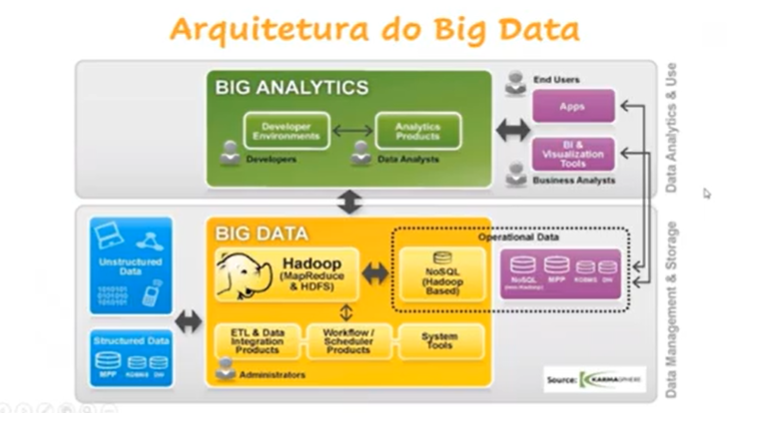 Arquitetura do Big Data
BIG ANALYTICS
Developer
Environments
Analytics
Products
Developers
Data Analysts
End Users
Apps
BI &
Visualization
Tools
Business Analysts
Data Analytics & Use
Unstructured
Data
1010101
0101010
101010
Structured Data
MPP
RDBMS
DW
BIG DATA
Hadoop
(MapReduce
& HDFS)
Operational Data
NoSQL
(Hadoop
Based)
NoSQL
(non-Hadoop)
MPP
RDBMS
DW
ETL & Data
Integration
Products
Workflow /
Scheduler
Products
System
Tools
Administrators
Source: KARMASPHERE
Data Management & Storage